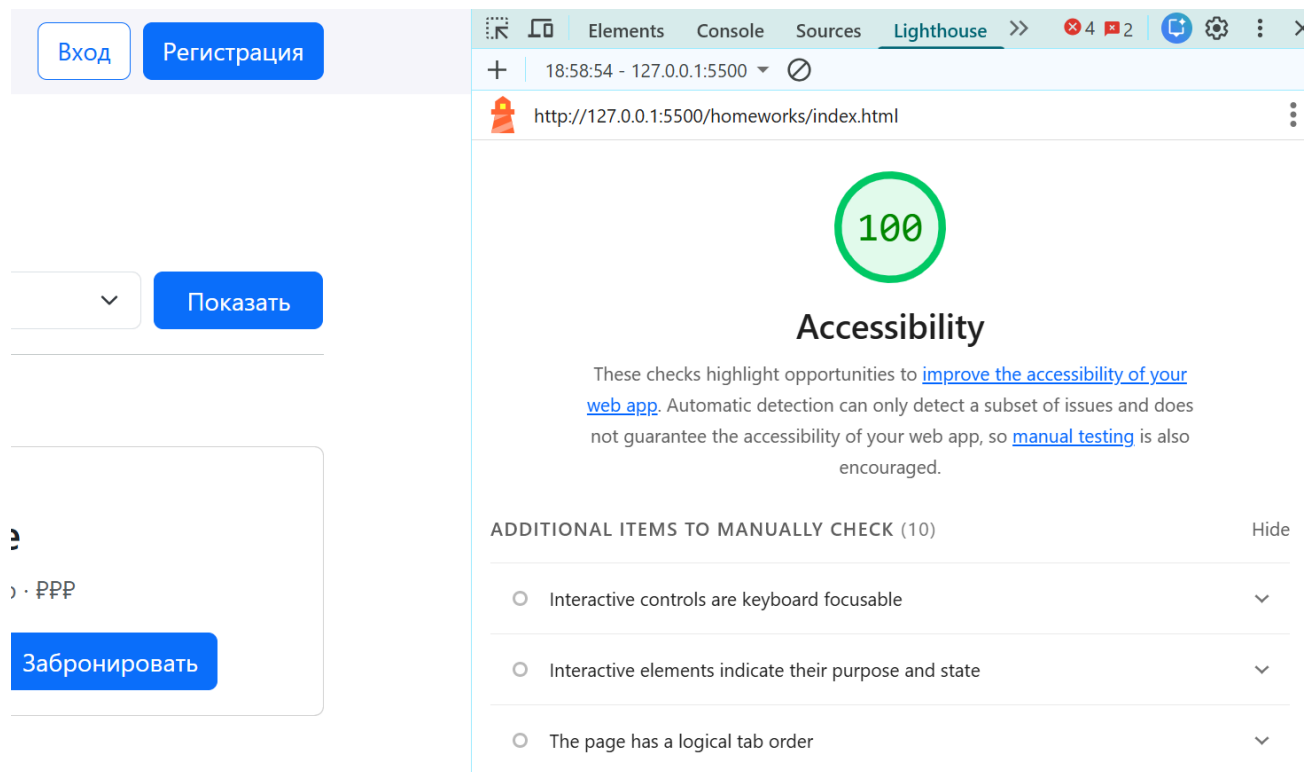 Вход
Регистрация
Показать
е
· ₽₽₽
Забронировать
Elements Console Sources Lighthouse 4 2
18:58:54 - 127.0.0.1:5500
http://127.0.0.1:5500/homeworks/index.html
100
Accessibility
These checks highlight opportunities to improve the accessibility of your
web app. Automatic detection can only detect a subset of issues and does
not guarantee the accessibility of your web app, so manual testing is also
encouraged.
ADDITIONAL ITEMS TO MANUALLY CHECK (10) Hide
Interactive controls are keyboard focusable
Interactive elements indicate their purpose and state
The page has a logical tab order